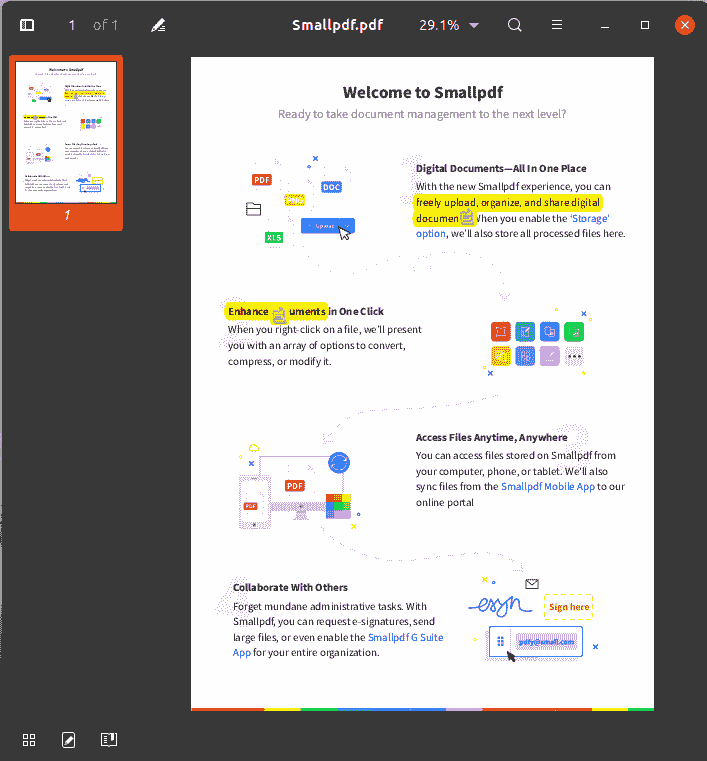 1 of 1
Smallpdf.pdf
29.1%
1
Welcome to Smallpdf
Ready to take document management to the next level?
PDF
DOC
XLS
Upload
Digital Documents—All In One Place
With the new Smallpdf experience, you can
freely upload, organize, and share digital
documen When you enable the ‘Storage’
option, we’ll also store all processed files here.
Enhance uments in One Click
When you right-click on a file, we’ll present
you with an array of options to convert,
compress, or modify it.
Access Files Anytime, Anywhere
You can access files stored on Smallpdf from
your computer, phone, or tablet. We’ll also
sync files from the Smallpdf Mobile App to our
online portal
PDF
PDF
Collaborate With Others
Forget mundane administrative tasks. With
Smallpdf, you can request e-signatures, send
large files, or even enable the Smallpdf G Suite
App for your entire organization.
esyn
Sign here
pdfy@small.com